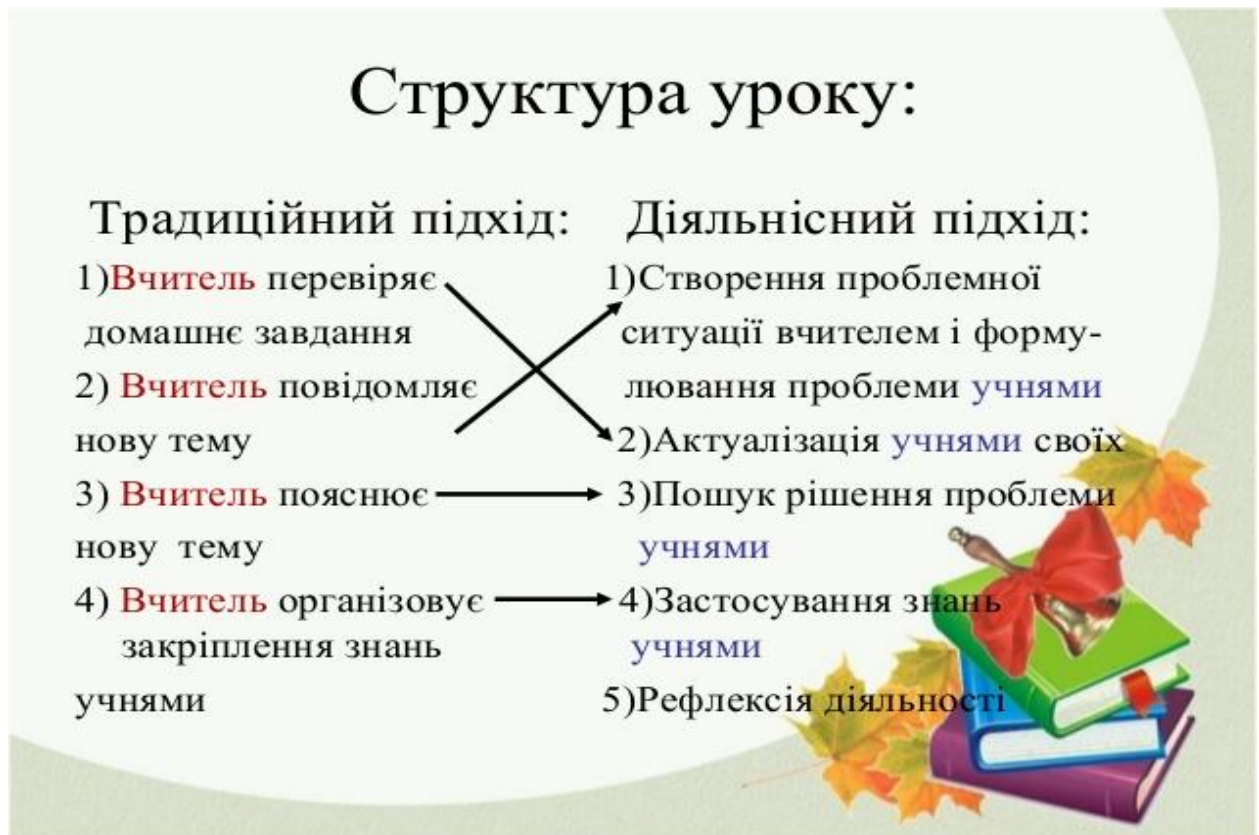 Структура уроку:
Традиційний підхід:
1)Вчитель перевіряє
домашнє завдання
2) Вчитель повідомляє
нову тему
3) Вчитель пояснює
нову тему
4) Вчитель організовує
закріплення знань
учнями
Діяльнісний підхід:
1)Створення проблемної
ситуації вчителем і форму-
лювання проблеми учнями
2)Актуалізація учнями своїх
3)Пошук рішення проблеми
учнями
4)Застосування знань
учнями
5)Рефлексія діяльності